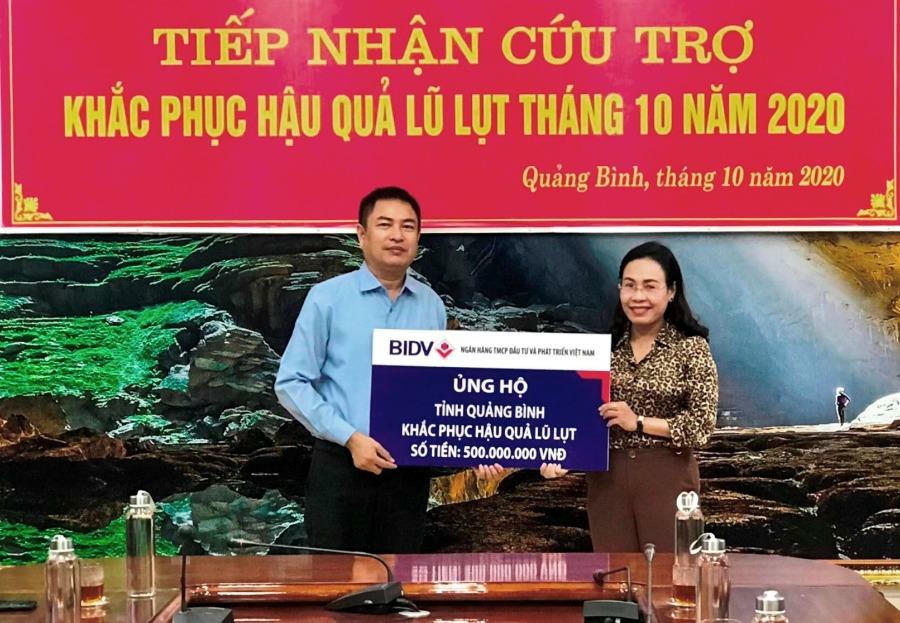 TIẾP NHẬN CỨU TRỢ
KHẮC PHỤC HẬU QUẢ LŨ LỤT THÁNG 10 NĂM 2020
Quảng Bình, tháng 10 năm 2020
BIDV NGÂN HÀNG TMCP ĐẦU TƯ VÀ PHÁT TRIỂN VIỆT NAM
ỦNG HỘ
TỈNH QUẢNG BÌNH
KHẮC PHỤC HẬU QUẢ LŨ LỤT
SỐ TIỀN: 500.000.000 VNĐ